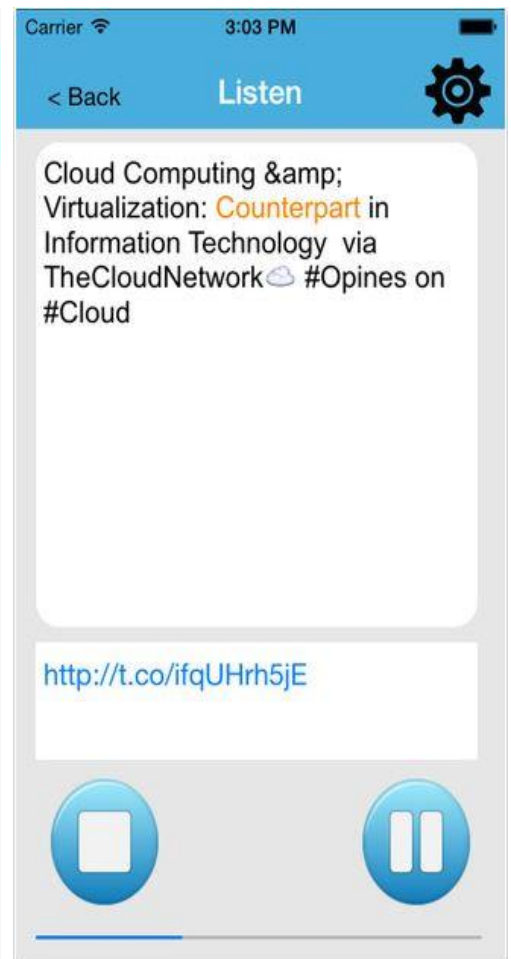 Carrier 3:03 PM
< Back Listen
Cloud Computing &amp;
Virtualization: Counterpart in
Information Technology  via
TheCloudNetwork☁️ #Opines on
#Cloud
http://t.co/ifqUHrh5jE